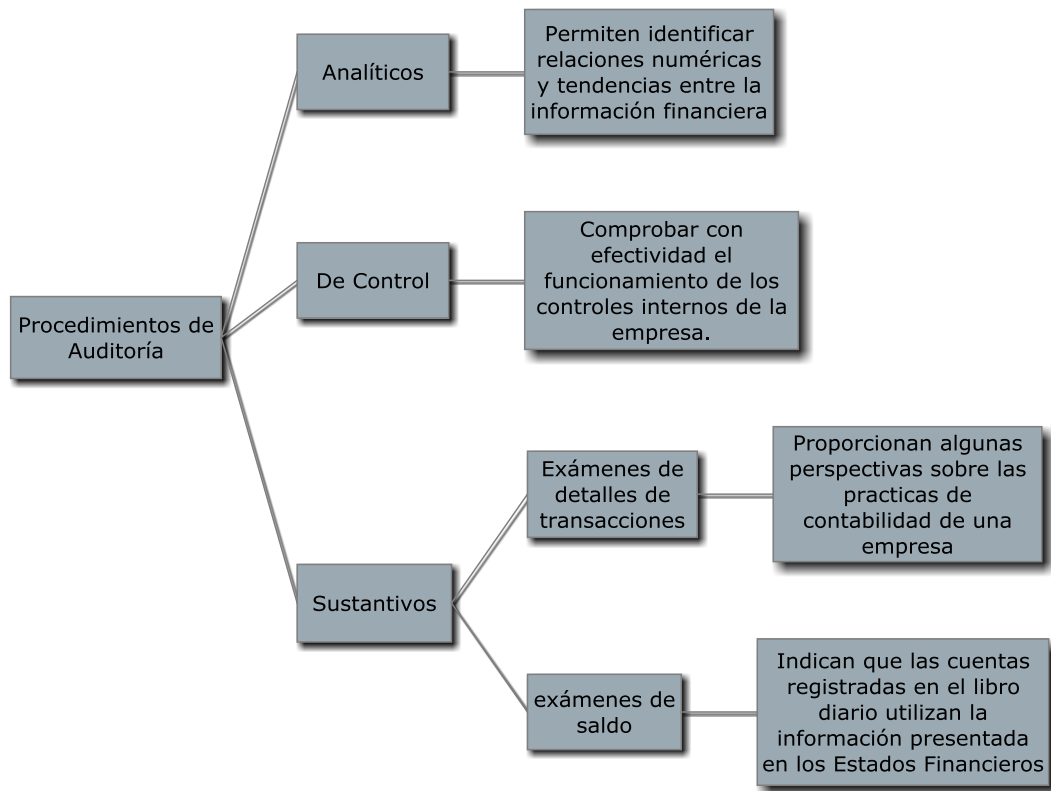 Procedimientos de
Auditoría
Analíticos
Permiten identificar
relaciones numéricas
y tendencias entre la
información financiera
De Control
Comprobar con
efectividad el
funcionamiento de los
controles internos de la
empresa.
Sustantivos
Exámenes de
detalles de
transacciones
Proporcionan algunas
perspectivas sobre las
practicas de
contabilidad de una
empresa
exámenes de
saldo
Indican que las cuentas
registradas en el libro
diario utilizan la
información presentada
en los Estados Financieros